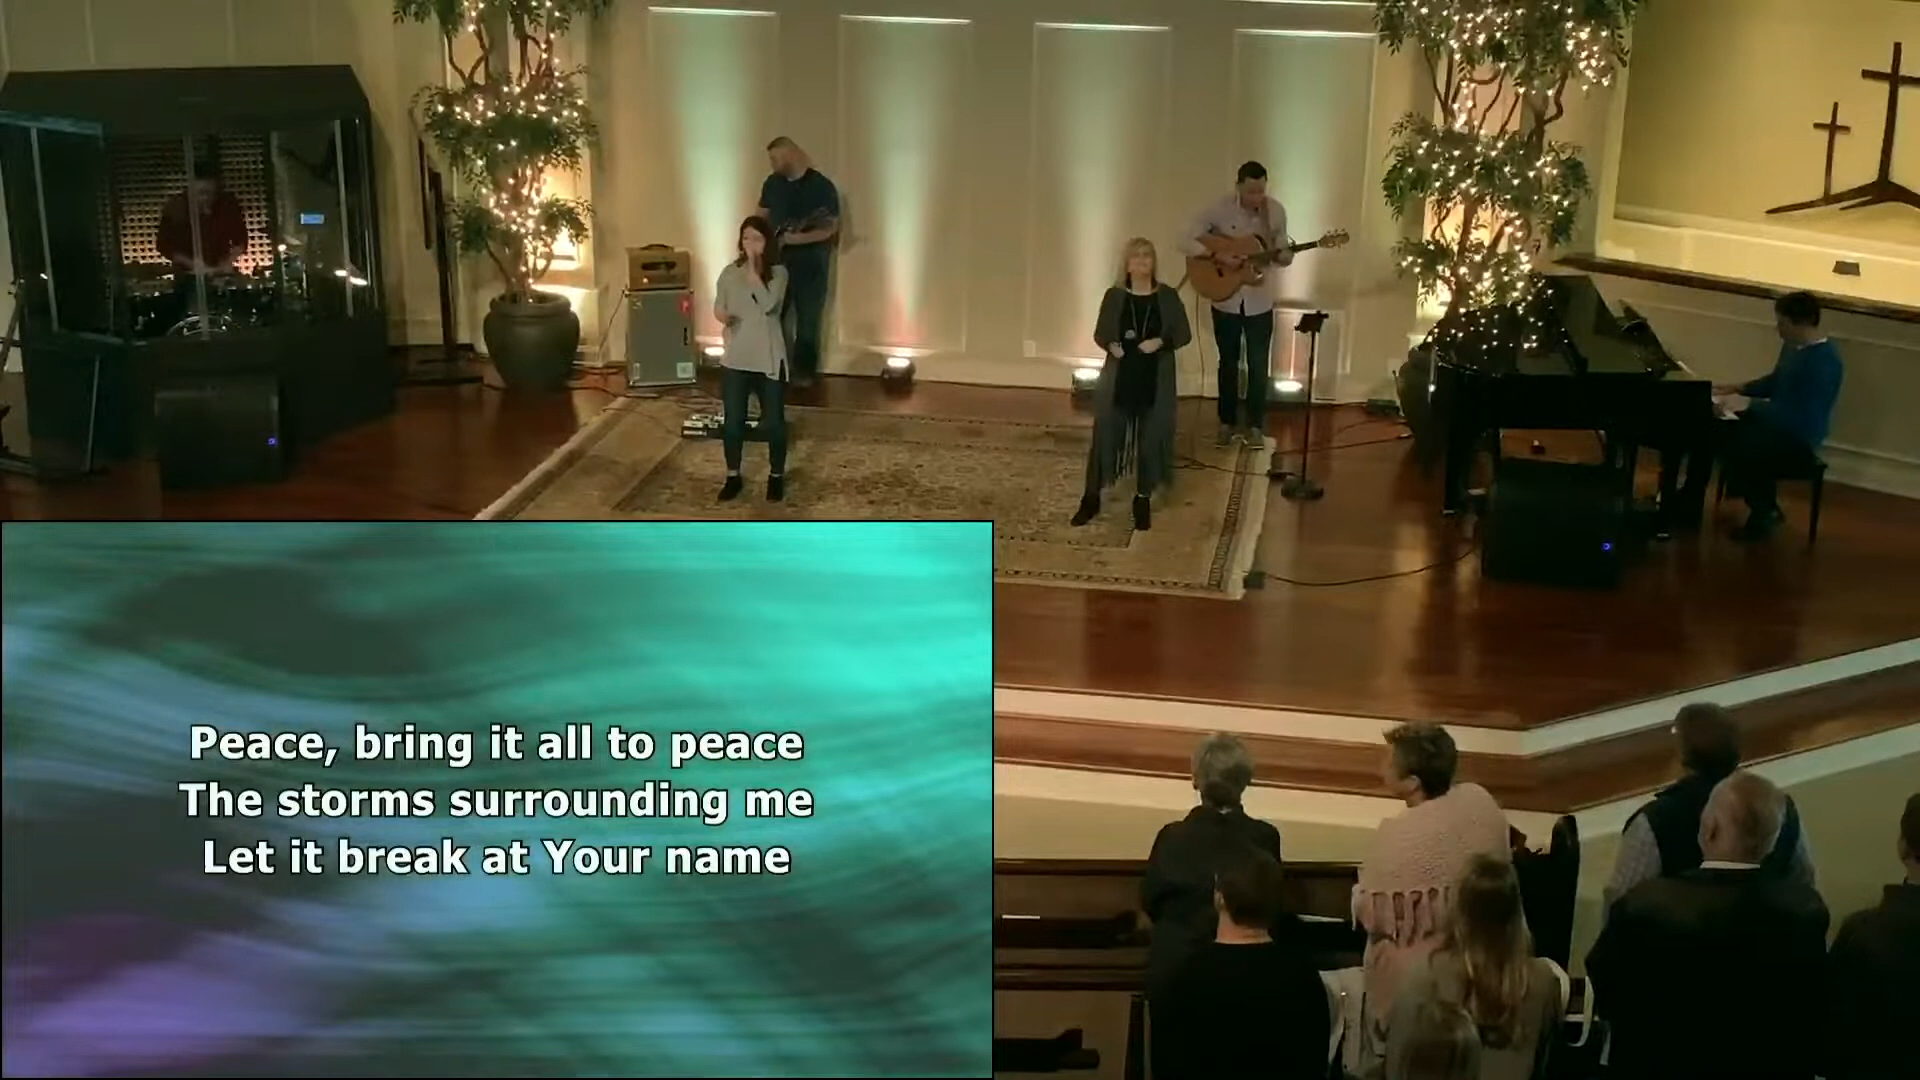 Peace, bring it all to peace
The storms surrounding me
Let it break at Your name